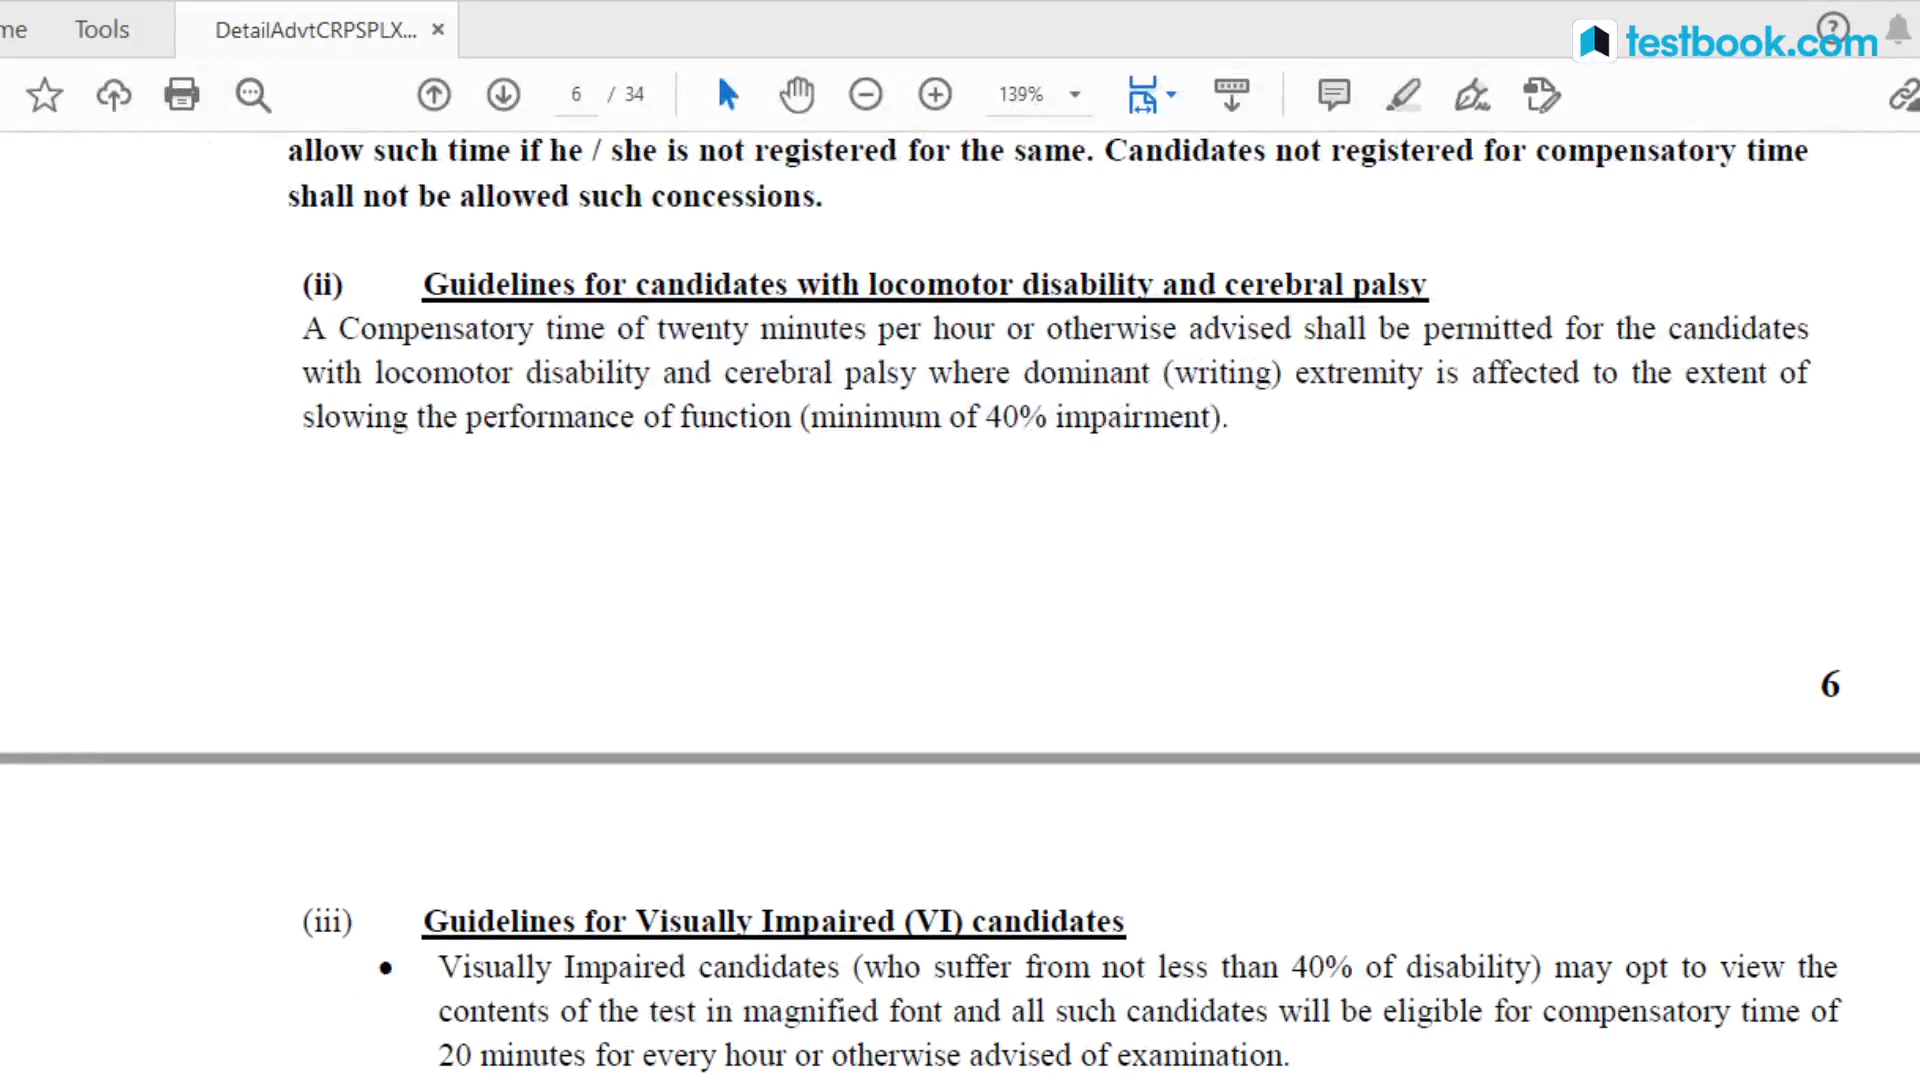 me Tools DetailAdvtCRPSPLX... × ?
testbook.com
6 / 34 139%
allow such time if he / she is not registered for the same. Candidates not registered for compensatory time
shall not be allowed such concessions.
(ii) Guidelines for candidates with locomotor disability and cerebral palsy
A Compensatory time of twenty minutes per hour or otherwise advised shall be permitted for the candidates
with locomotor disability and cerebral palsy where dominant (writing) extremity is affected to the extent of
slowing the performance of function (minimum of 40% impairment).
6
(iii) Guidelines for Visually Impaired (VI) candidates
• Visually Impaired candidates (who suffer from not less than 40% of disability) may opt to view the
contents of the test in magnified font and all such candidates will be eligible for compensatory time of
20 minutes for every hour or otherwise advised of examination.